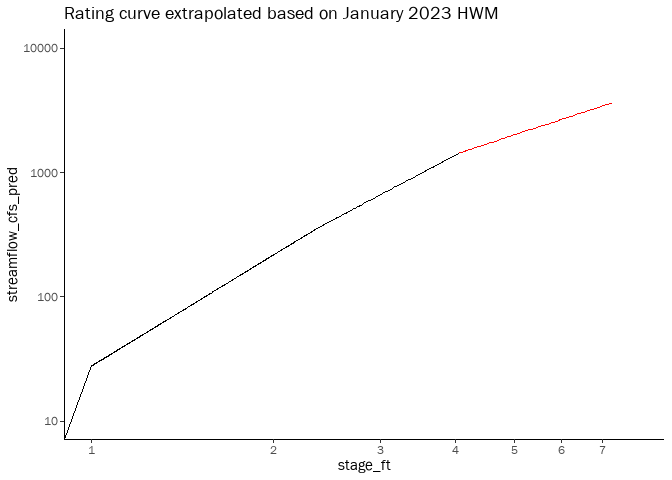 Rating curve extrapolated based on January 2023 HWM
10000
1000
100
10
streamflow_cfs_pred
1 2 3 4 5 6 7
stage_ft